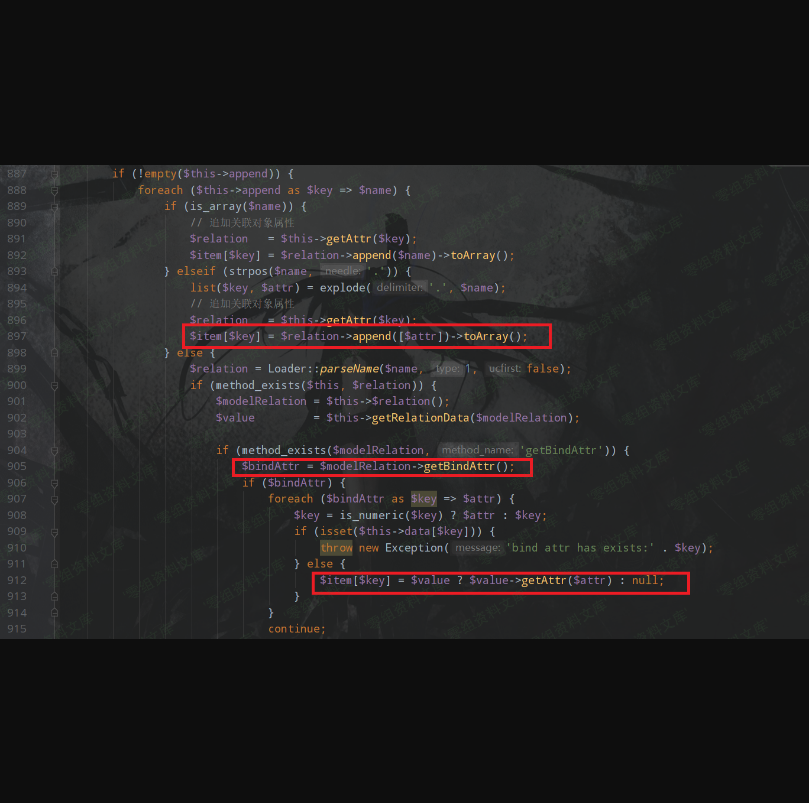 887 if (!empty($this->append)) {
888 foreach ($this->append as $key => $name) {
889 if (is_array($name)) {
890 // 追加关联对象属性
891 $relation = $this->getAttr($key);
892 $item[$key] = $relation->append($name)->toArray();
893 } elseif (strpos($name, needle: '.')) {
894 list($key, $attr) = explode( delimiter: '.', $name);
895 // 追加关联对象属性
896 $relation = $this->getAttr($key);
897 $item[$key] = $relation->append([$attr])->toArray();
898 } else {
899 $relation = Loader::parseName($name, type: 1, ucfirst: false);
900 if (method_exists($this, $relation)) {
901 $modelRelation = $this->$relation();
902 $value = $this->getRelationData($modelRelation);
903
904 if (method_exists($modelRelation, method_name: 'getBindAttr')) {
905 $bindAttr = $modelRelation->getBindAttr();
906 if ($bindAttr) {
907 foreach ($bindAttr as $key => $attr) {
908 $key = is_numeric($key) ? $attr : $key;
909 if (isset($this->data[$key])) {
910 throw new Exception( message: 'bind attr has exists:' . $key);
911 } else {
912 $item[$key] = $value ? $value->getAttr($attr) : null;
913 }
914 }
915 continue;